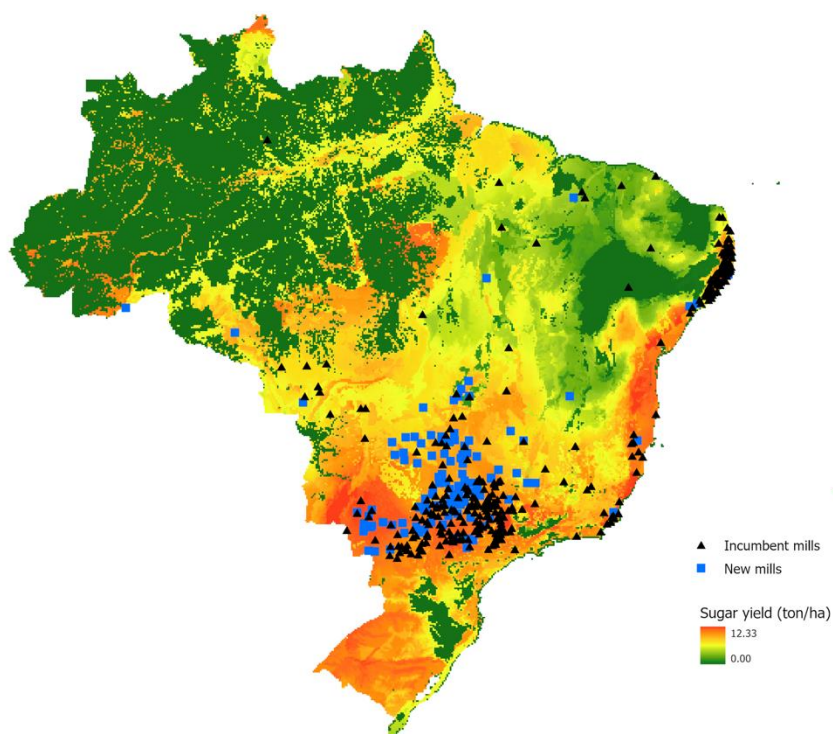 Incumbent mills
New mills
Sugar yield (ton/ha)
12.33
0.00